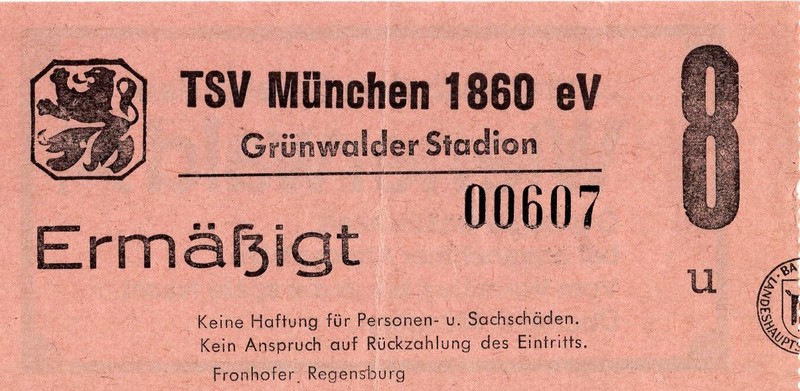 TSV München 1860 eV
Grünwalder Stadion
00607
8
u
Ermäßigt
Keine Haftung für Personen- u. Sachschäden.
Kein Anspruch auf Rückzahlung des Eintritts.
Fronhofer, Regensburg